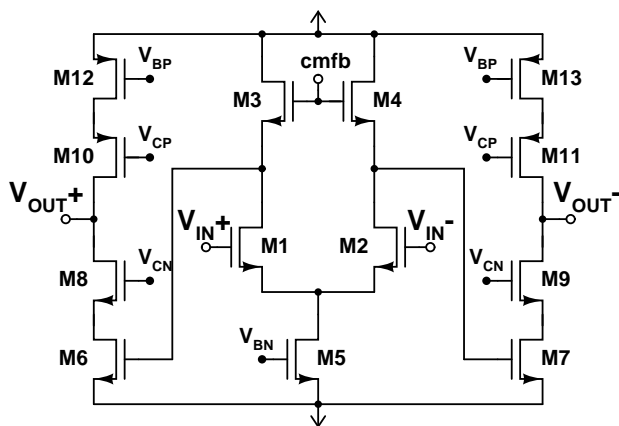 M12
V_BP
cmfb
V_BP
M13
M3
M4
M10
V_CP
V_CP
M11
V_OUT+
V_IN+
V_IN-
V_OUT-
M1
M2
M8
V_CN
V_CN
M9
V_BN
M6
M5
M7